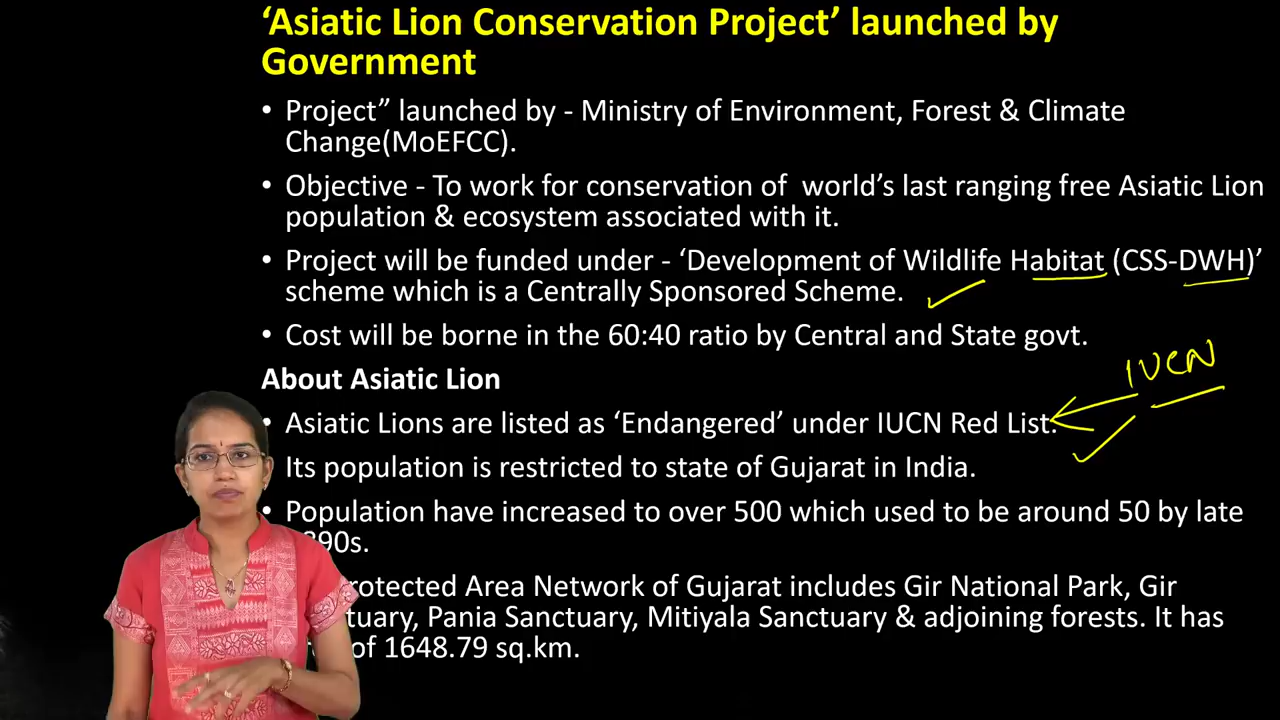 ‘Asiatic Lion Conservation Project’ launched by
Government
• Project” launched by - Ministry of Environment, Forest & Climate
Change(MoEFCC).
• Objective - To work for conservation of world’s last ranging free Asiatic Lion
population & ecosystem associated with it.
• Project will be funded under - ‘Development of Wildlife Habitat (CSS-DWH)’
scheme which is a Centrally Sponsored Scheme.
• Cost will be borne in the 60:40 ratio by Central and State govt.
IUCN
About Asiatic Lion
• Asiatic Lions are listed as ‘Endangered’ under IUCN Red List.
Its population is restricted to state of Gujarat in India.
• Population have increased to over 500 which used to be around 50 by late
Area Network of Gujarat includes Gir National Park, Gir
Pania Sanctuary, Mitiyala Sanctuary & adjoining forests. It has
of 1648.79 sq.km.